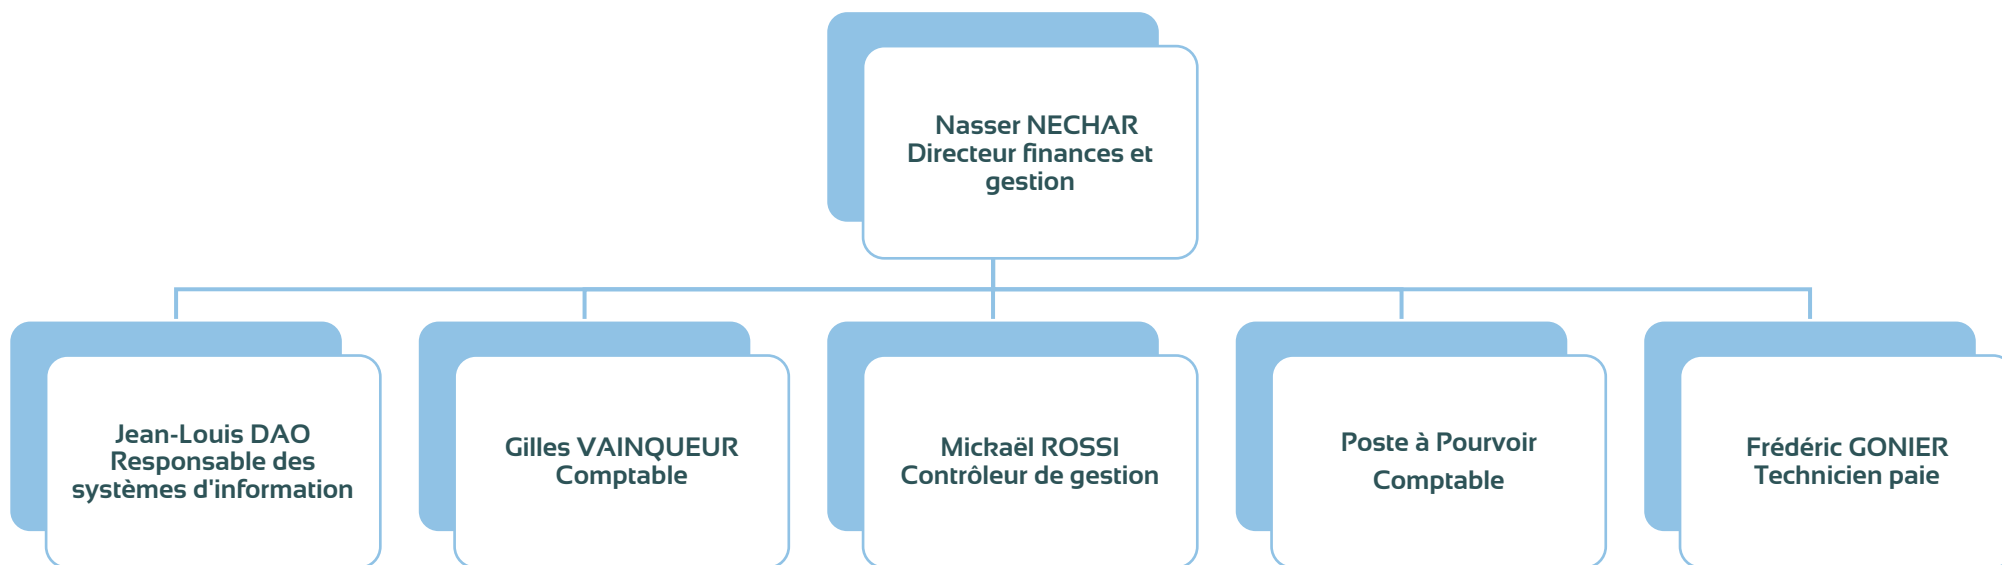 Nasser NECHAR
Directeur finances et
gestion
Jean-Louis DAO
Responsable des
systèmes d'information
Gilles VAINQUEUR
Comptable
Mickaël ROSSI
Contrôleur de gestion
Poste à Pourvoir
Comptable
Frédéric GONIER
Technicien paie